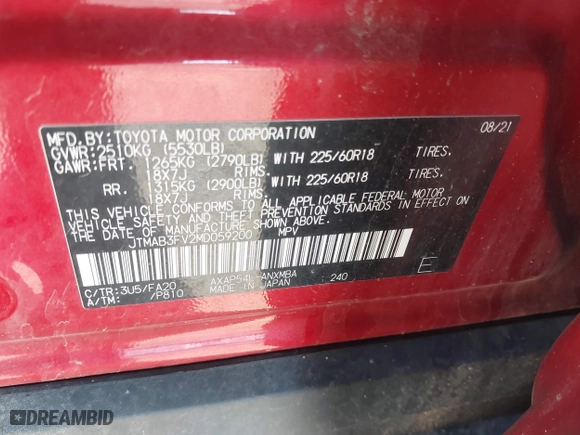 MFD. BY: TOYOTA MOTOR CORPORATION 08/21
GVWR: 2510KG (5530LB)
GAWR: FRT. 1265KG (2790LB) WITH 225/60R18 TIRES.
18X7J RIMS.
RR. 1315KG (2900LB) WITH 225/60R18 TIRES.
18X7J RIMS.
THIS VEHICLE CONFORMS TO ALL APPLICABLE FEDERAL MOTOR
VEHICLE SAFETY AND THEFT PREVENTION STANDARDS IN EFFECT ON
THE DATE OF MANUFACTURE SHOWN ABOVE.
JTMAB3FV2MD059200 MPV
C/TR: 3U5/FA20 AXAP54L-ANXMBA 240 E
A/TM: /P810 MADE IN JAPAN
DREAMBID